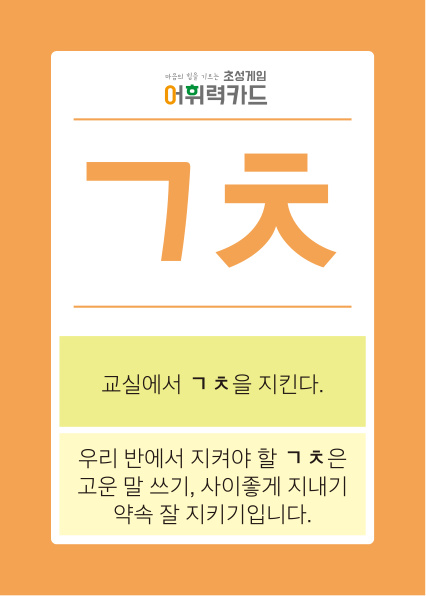 마음의 힘을 기르는 초성게임
어휘력카드
ㄱㅊ
교실에서 ㄱㅊ을 지킨다.
우리 반에서 지켜야 할 ㄱㅊ은
고운 말 쓰기, 사이좋게 지내기
약속 잘 지키기입니다.